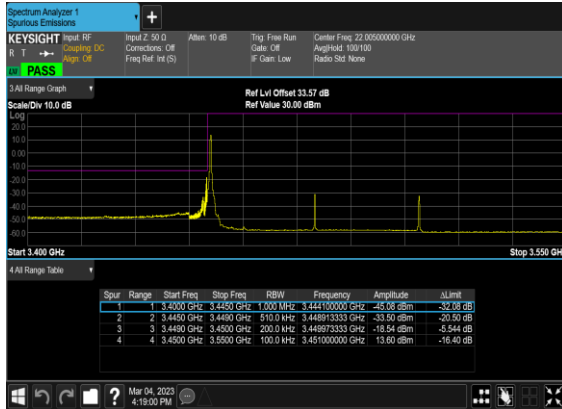 Spectrum Analyzer 1
Spurious Emissions
KEYSIGHT Input: RF Input Z: 50 Ω Atten: 10 dB Trig: Free Run Center Freq: 22.005000000 GHz
R T Coupling: DC Corrections: Off Gate: Off Avg|Hold: 100/100
Align: Off Freq Ref: Int (S) IF Gain: Low Radio Std: None
PASS
3 All Range Graph Ref Lvl Offset 33.57 dB
Scale/Div 10.0 dB Ref Value 30.00 dBm
Log
20.0
10.0
0.00
-10.0
-20.0
-30.0
-40.0
-50.0
-60.0
Start 3.400 GHz Stop 3.550 GH
4 All Range Table
Spur Range Start Freq Stop Freq RBW Frequency Amplitude ΔLimit
1 1 3.4000 GHz 3.4450 GHz 1.000 MHz 3.444100000 GHz -45.08 dBm -32.08 dB
2 2 3.4450 GHz 3.4490 GHz 510.0 kHz 3.448913333 GHz -33.50 dBm -20.50 dB
3 3 3.4490 GHz 3.4500 GHz 200.0 kHz 3.449973333 GHz -18.54 dBm -5.544 dB
4 4 3.4500 GHz 3.5500 GHz 100.0 kHz 3.451000000 GHz 13.60 dBm -16.40 dB
Mar 04, 2023
4:19:00 PM